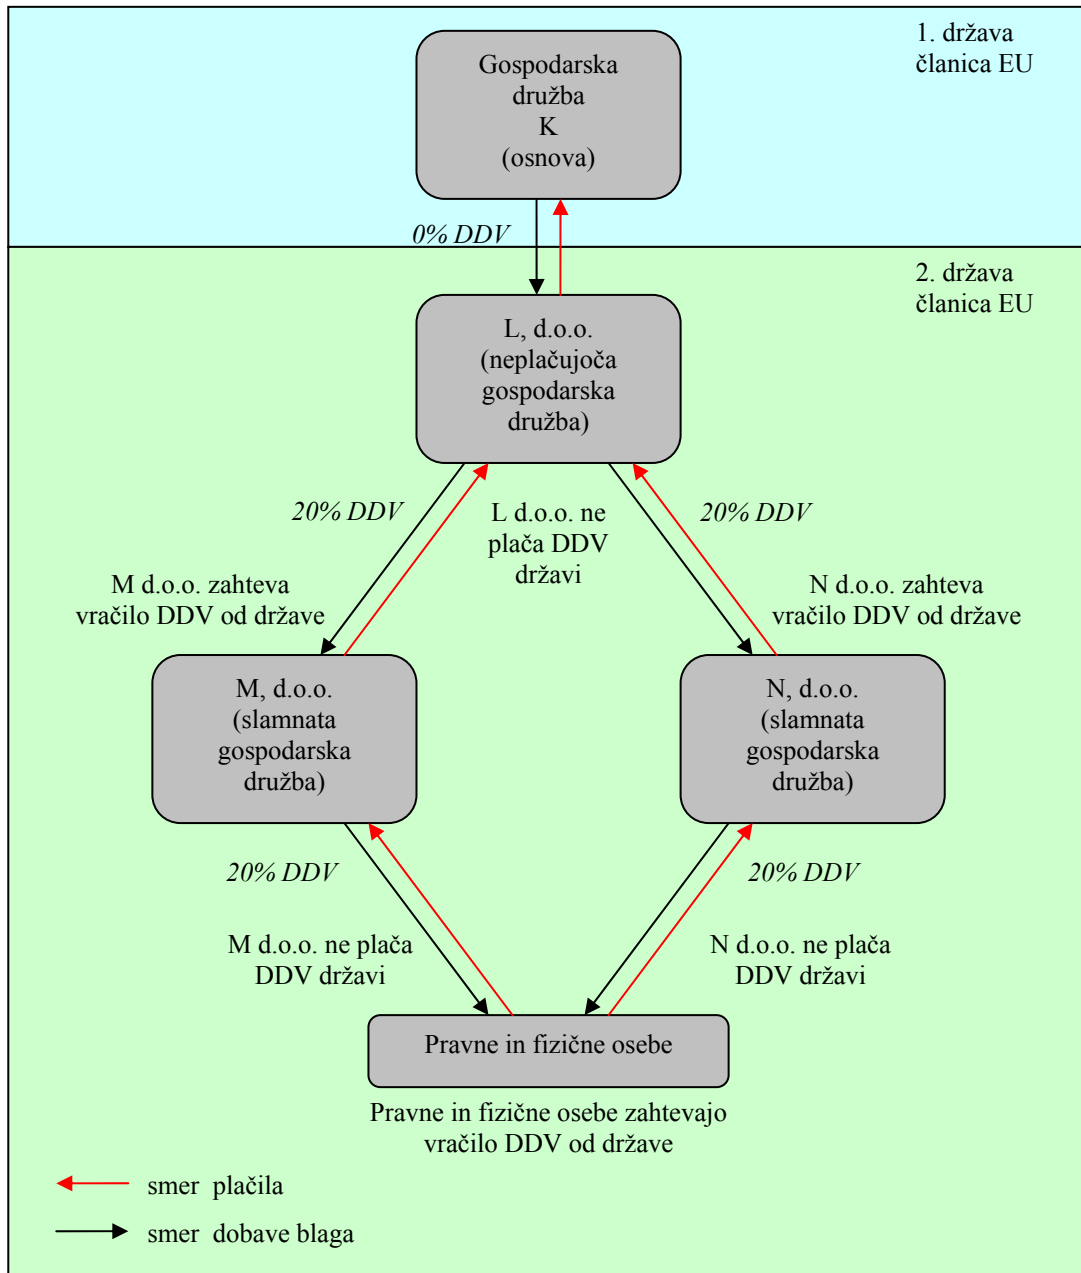 1. država
članica EU
Gospodarska
družba
K
(osnova)
0% DDV
2. država
članica EU
L, d.o.o.
(neplačujoča
gospodarska
družba)
20% DDV
L d.o.o. ne
plača DDV
državi
20% DDV
M d.o.o. zahteva
vračilo DDV od države
N d.o.o. zahteva
vračilo DDV od države
M, d.o.o.
(slamnata
gospodarska
družba)
N, d.o.o.
(slamnata
gospodarska
družba)
20% DDV
20% DDV
M d.o.o. ne plača
DDV državi
N d.o.o. ne plača
DDV državi
Pravne in fizične osebe
Pravne in fizične osebe zahtevajo
vračilo DDV od države
smer plačila
smer dobave blaga